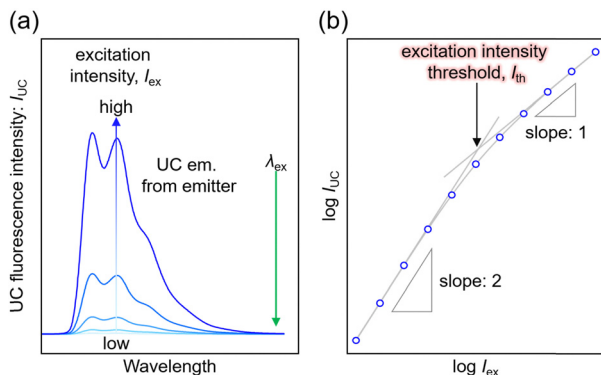 (a)
excitation
intensity, Iex
high
UC em.
from emitter
λex
low
UC fluorescence intensity: IUC
Wavelength
(b)
excitation intensity
threshold, Ith
slope: 1
slope: 2
log IUC
log Iex